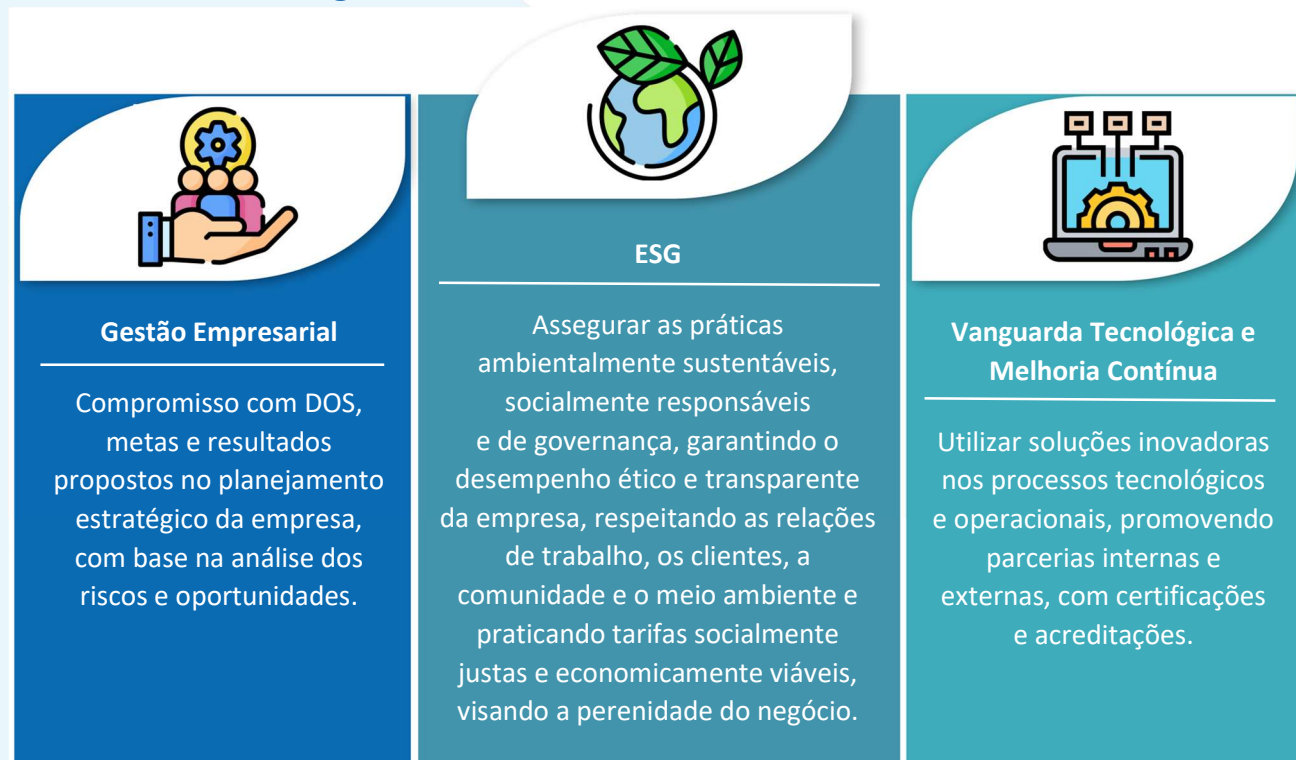 Gestão Empresarial
Compromisso com DOS,
metas e resultados
propostos no planejamento
estratégico da empresa,
com base na análise dos
riscos e oportunidades.
ESG
Assegurar as práticas
ambientalmente sustentáveis,
socialmente responsáveis
e de governança, garantindo o
desempenho ético e transparente
da empresa, respeitando as relações
de trabalho, os clientes, a
comunidade e o meio ambiente e
praticando tarifas socialmente
justas e economicamente viáveis,
visando a perenidade do negócio.
Vanguarda Tecnológica e
Melhoria Contínua
Utilizar soluções inovadoras
nos processos tecnológicos
e operacionais, promovendo
parcerias internas e
externas, com certificações
e acreditações.